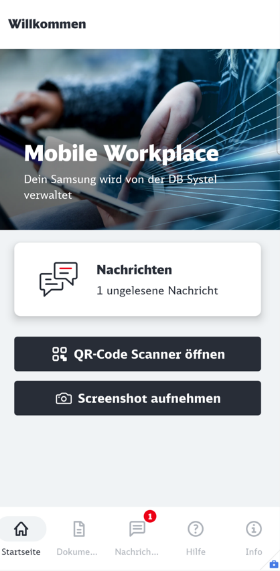 Willkommen
Mobile Workplace
Dein Samsung wird von der DB Systel
verwaltet
Nachrichten
1 ungelesene Nachricht
QR-Code Scanner öffnen
Screenshot aufnehmen
1
Startseite Dokume... Nachrich... Hilfe Info